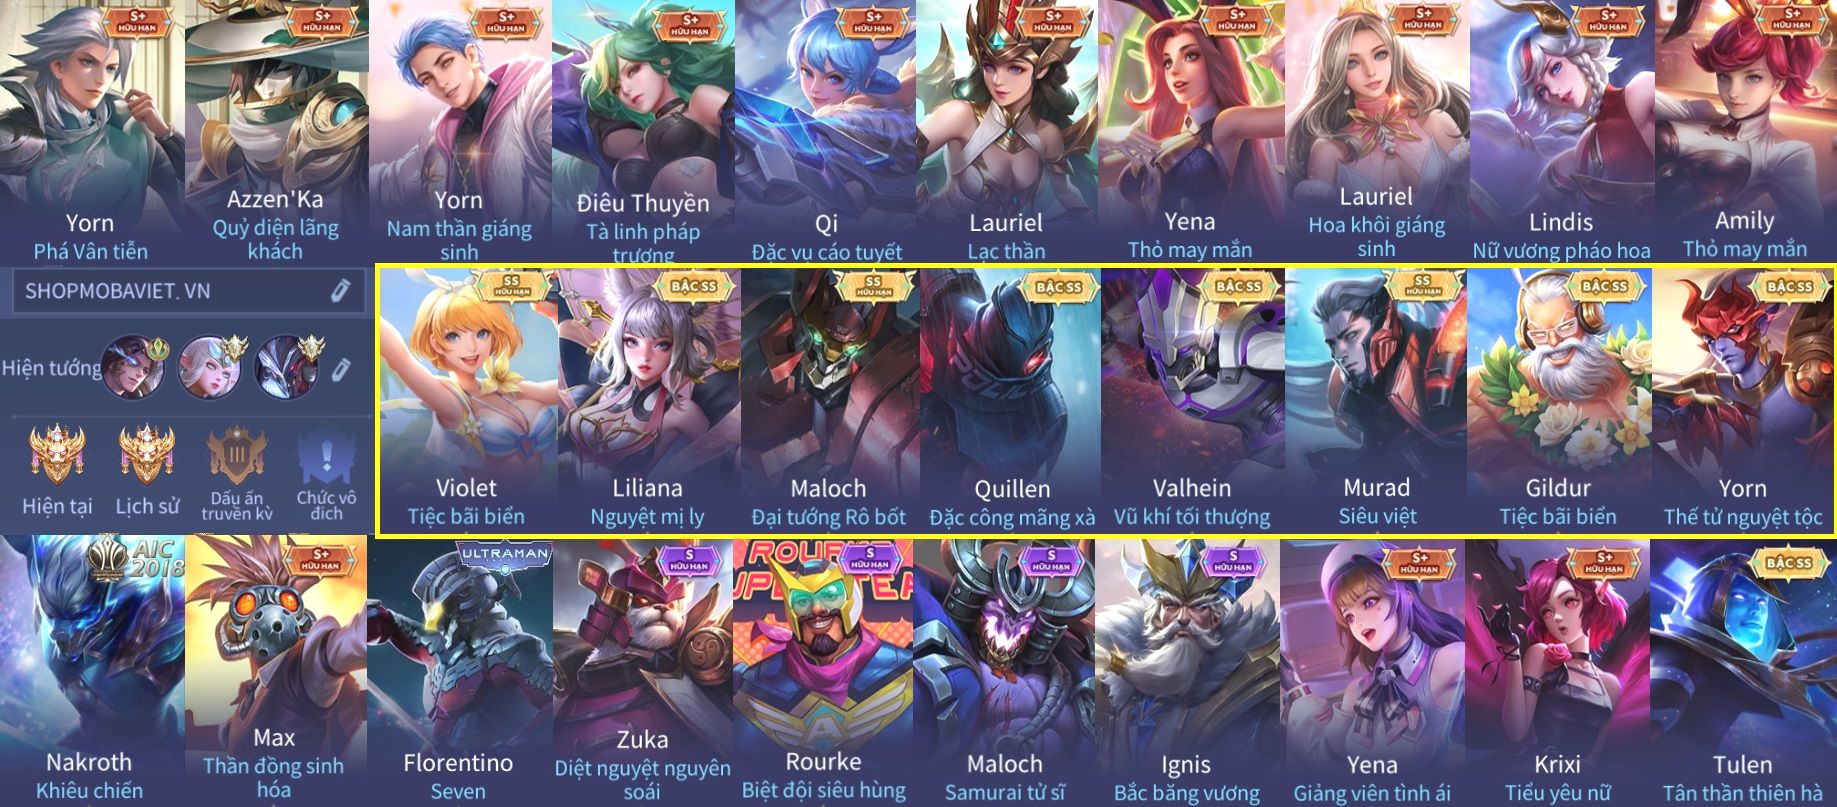 S+
HỮU HẠN
Yorn
Phá Vân tiễn
S+
HỮU HẠN
Azzen'Ka
Quỷ diện lãng
khách
S+
HỮU HẠN
Yorn
Nam thần giáng
sinh
S+
HỮU HẠN
Điêu Thuyền
Tà linh pháp
trượng
S+
HỮU HẠN
Qi
Đặc vụ cáo tuyết
S+
HỮU HẠN
Lauriel
Lạc thần
S+
HỮU HẠN
Yena
Thỏ may mắn
S+
HỮU HẠN
Lauriel
Hoa khôi giáng
sinh
S+
HỮU HẠN
Lindis
Nữ vương pháo hoa
S+
HỮU HẠN
Amily
Thỏ may mắn
SHOPMOBAVIET. VN
Hiện tướng
III
Hiện tại
Lịch sử
Dấu ấn
truyền kỳ
Chức vô
địch
SS
HỮU HẠN
Violet
Tiệc bãi biển
BẬC SS
Liliana
Nguyệt mị ly
SS
HỮU HẠN
Maloch
Đại tướng Rô bốt
BẬC SS
POLICE
Quillen
Đặc công mãng xà
BẬC SS
Valhein
Vũ khí tối thượng
SS
HỮU HẠN
Murad
Siêu việt
BẬC SS
Gildur
Tiệc bãi biển
BẬC SS
Yorn
Thế tử nguyệt tộc
AIC
2018
Nakroth
Khiêu chiến
S+
HỮU HẠN
Max
Thần đồng sinh
hóa
ULTRAMAN
Florentino
Seven
S
HỮU HẠN
Zuka
Diệt nguyệt nguyên
soái
S
HỮU HẠN
A
Rourke
Biệt đội siêu hùng
S
HỮU HẠN
Maloch
Samurai tử sĩ
S
HỮU HẠN
Ignis
Bắc băng vương
S+
HỮU HẠN
Yena
Giảng viên tình ái
S+
HỮU HẠN
Krixi
Tiểu yêu nữ
BẬC SS
Tulen
Tân thần thiên hà